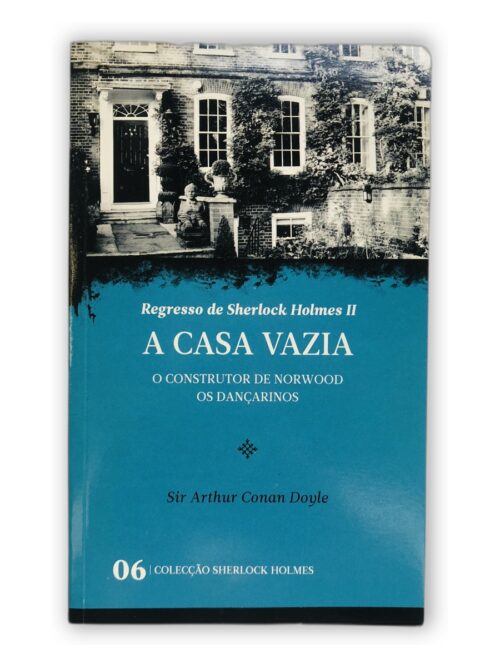 Regresso de Sherlock Holmes II
A CASA VAZIA
O CONSTRUTOR DE NORWOOD
OS DANÇARINOS
Sir Arthur Conan Doyle
06 | COLECÇÃO SHERLOCK HOLMES